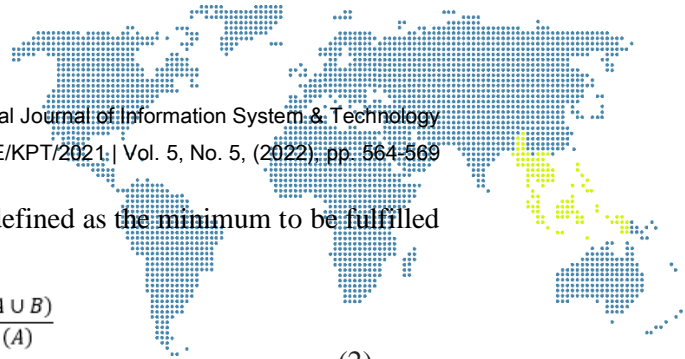 al Journal of Information System & Technology
E/KPT/2021 | Vol. 5, No. 5, (2022), pp. 564-569
defined as the minimum to be fulfilled
∪ B)
(A)
(2)